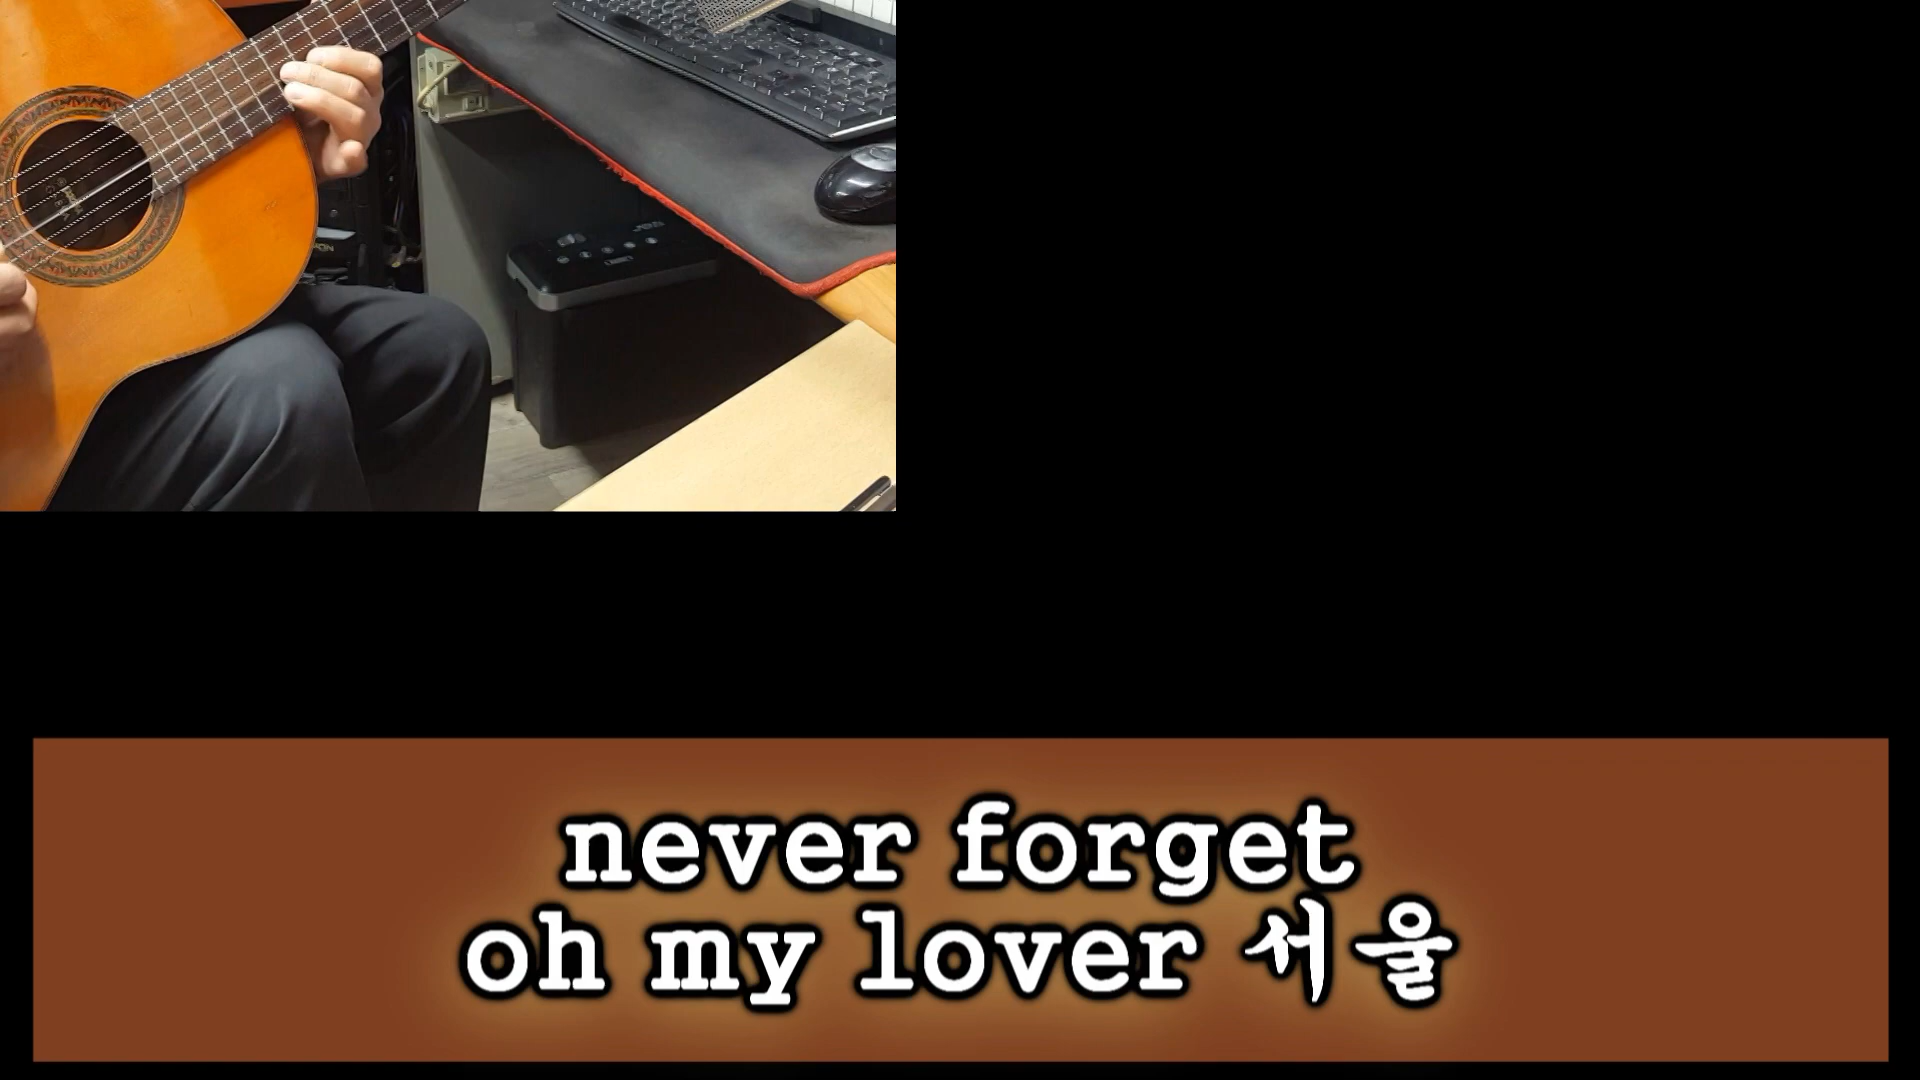 never forget
oh my lover 서울